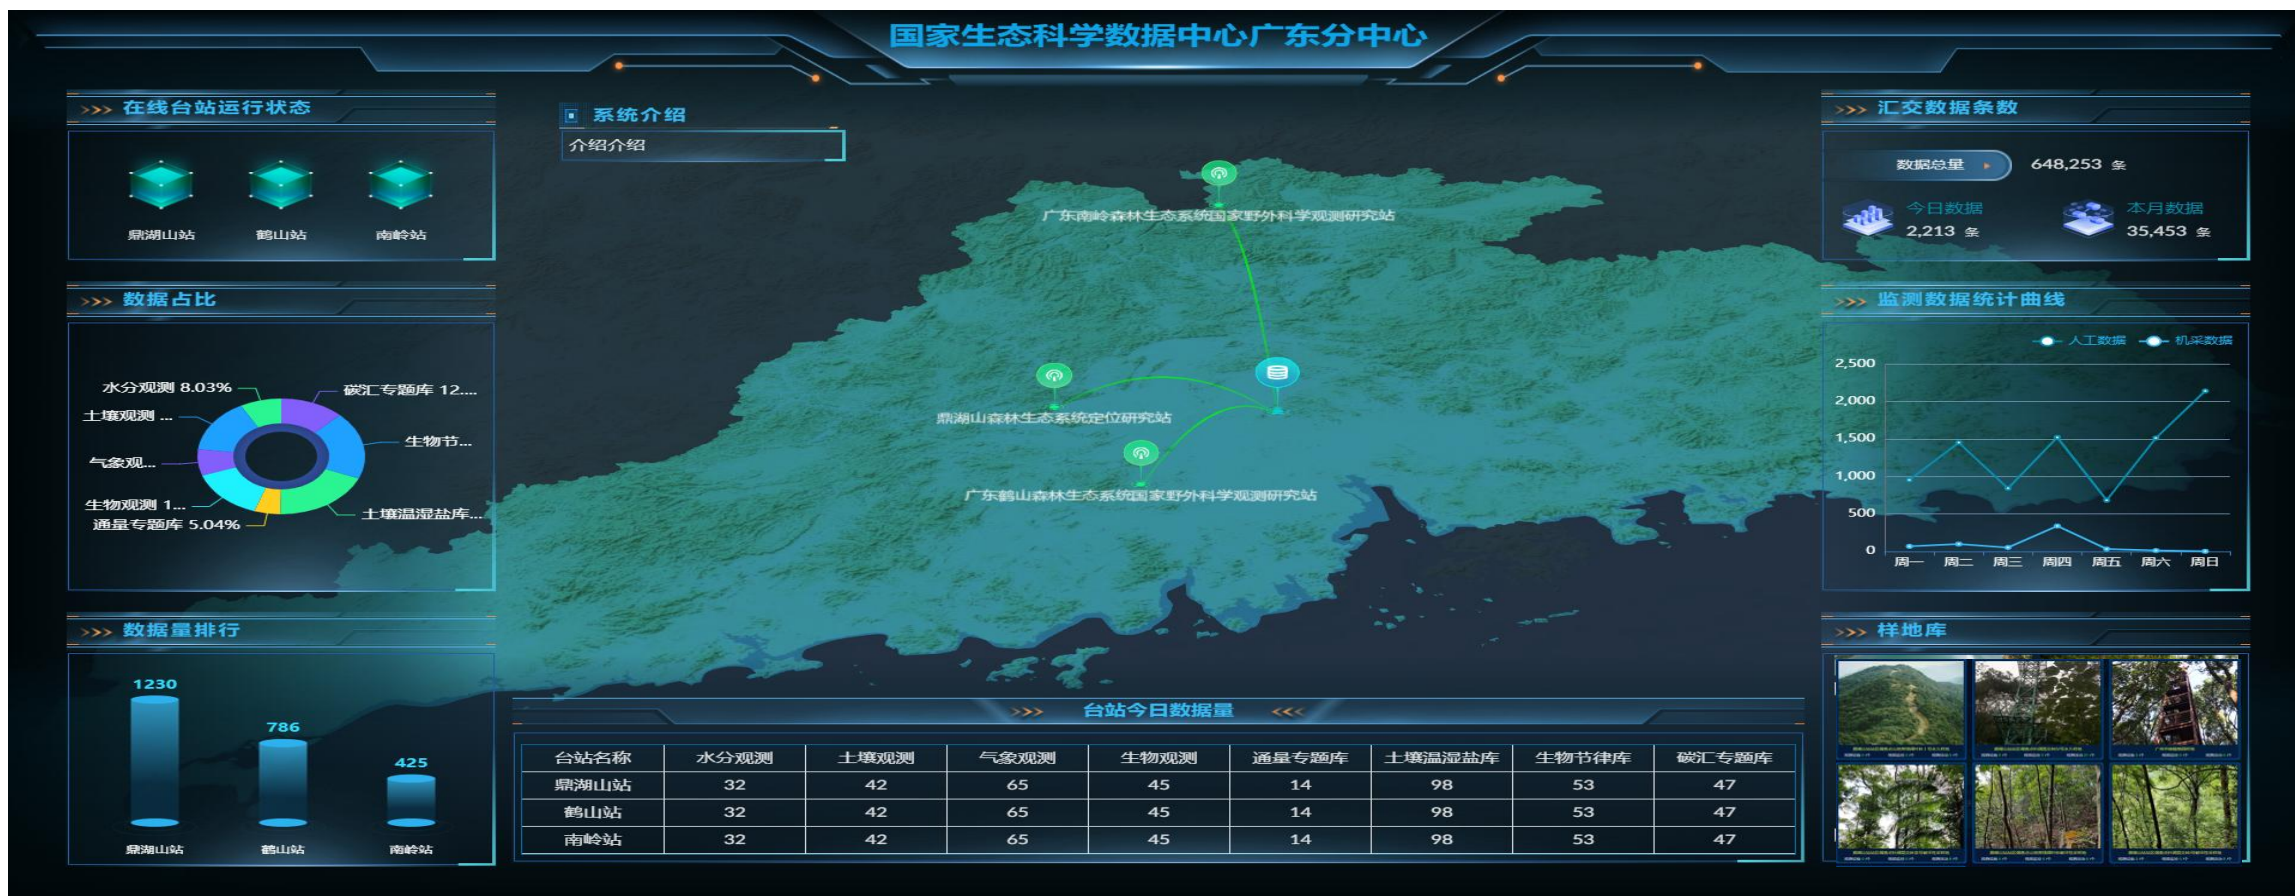 国家生态科学数据中心广东分中心
>>> 在线台站运行状态
鼎湖山站 鹤山站 南岭站
>>> 数据占比
水分观测 8.03%
碳汇专题库 12....
土壤观测 ...
生物节...
气象观...
生物观测 1...
土壤温湿盐库...
通量专题库 5.04%
>>> 数据量排行
1230
786
425
鼎湖山站 鹤山站 南岭站
系统介绍
介绍介绍
广东南岭森林生态系统国家野外科学观测研究站
鼎湖山森林生态系统定位研究站
广东鹤山森林生态系统国家野外科学观测研究站
>>> 台站今日数据量 <<<
台站名称 水分观测 土壤观测 气象观测 生物观测 通量专题库 土壤温湿盐库 生物节律库 碳汇专题库
鼎湖山站 32 42 65 45 14 98 53 47
鹤山站 32 42 65 45 14 98 53 47
南岭站 32 42 65 45 14 98 53 47
>>> 汇交数据条数
数据总量 648,253 条
今日数据 本月数据
2,213 条 35,453 条
>>> 监测数据统计曲线
人工数据 机采数据
2,500
2,000
1,500
1,000
500
0
周一 周二 周三 周四 周五 周六 周日
>>> 样地库